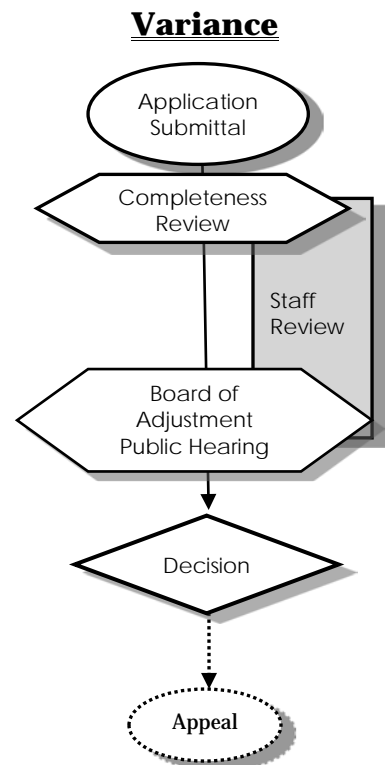 Variance
Application
Submittal
Completeness
Review
Staff
Review
Board of
Adjustment
Public Hearing
Decision
Appeal